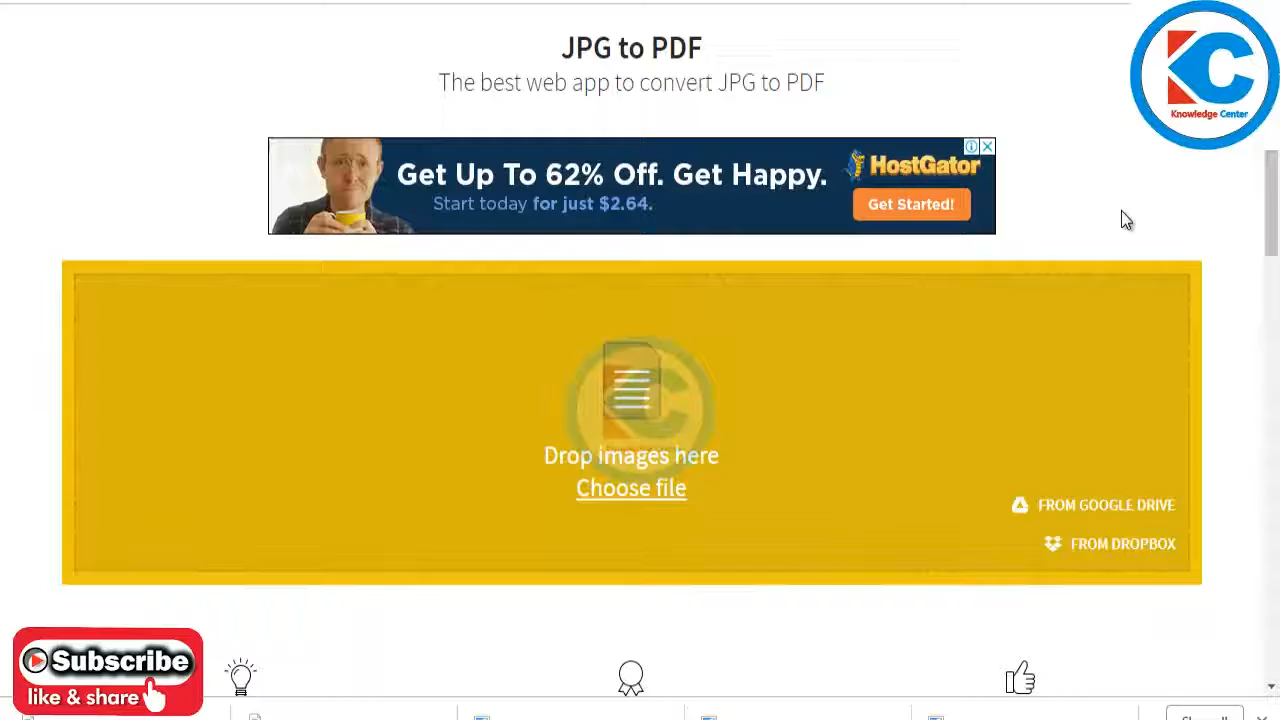 JPG to PDF
The best web app to convert JPG to PDF
KC
Knowledge Center
Get Up To 62% Off. Get Happy.
Start today for just $2.64.
HostGator
Get Started!
Drop images here
Choose file
FROM GOOGLE DRIVE
FROM DROPBOX
Subscribe
like & share